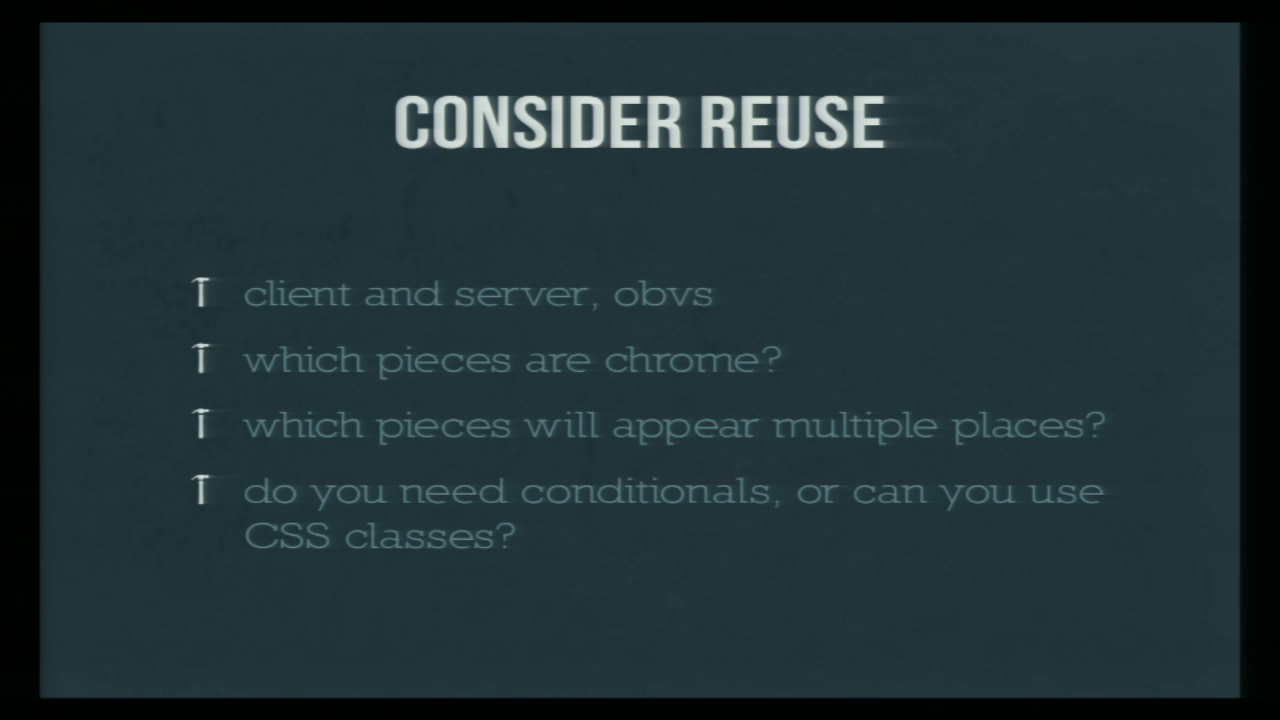 CONSIDER REUSE
client and server, obvs
which pieces are chrome?
which pieces will appear multiple places?
do you need conditionals, or can you use
CSS classes?